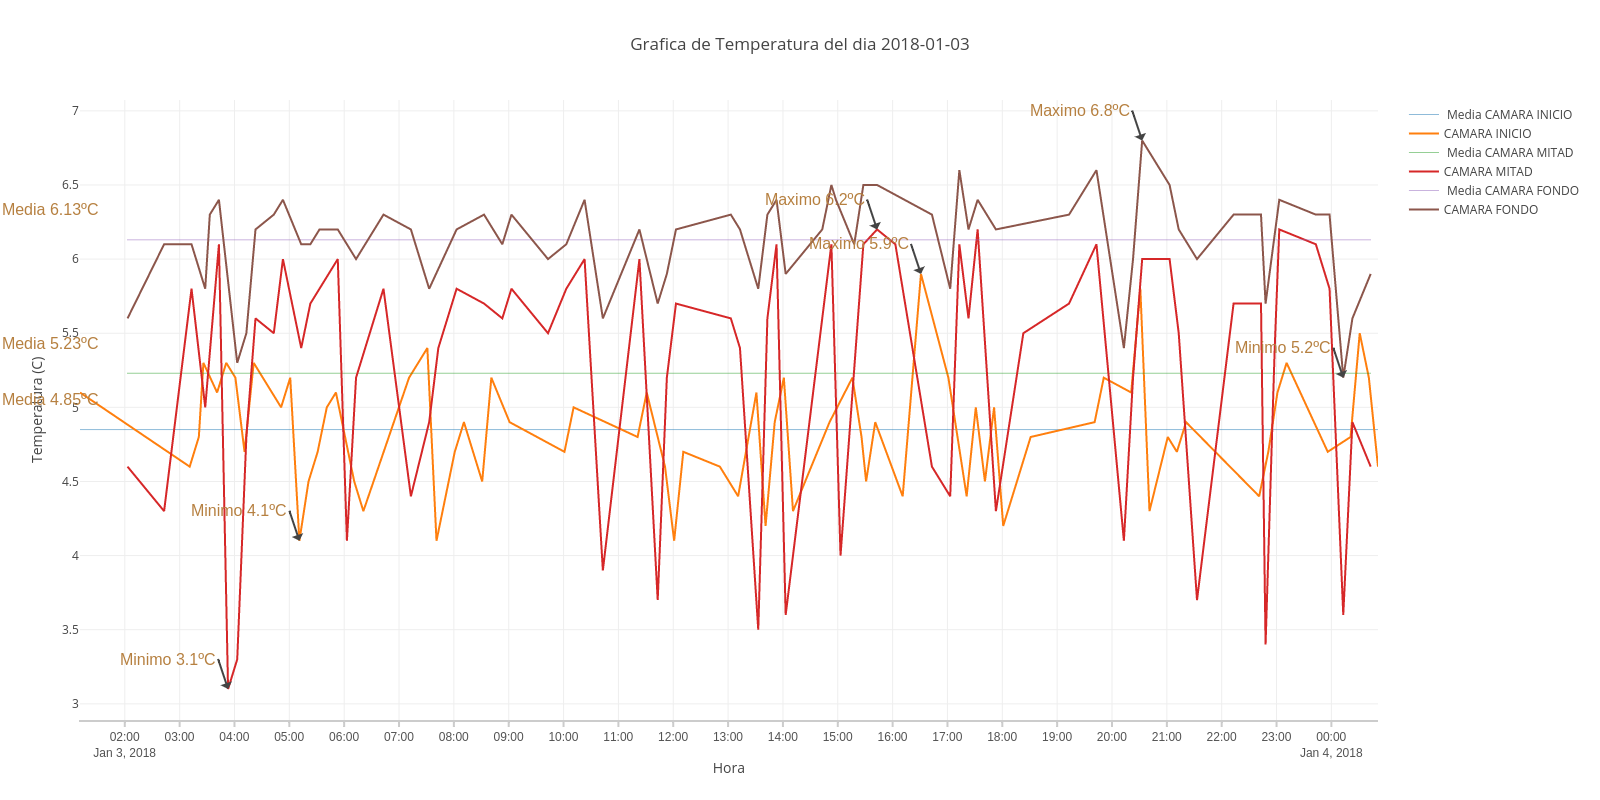 Grafica de Temperatura del dia 2018-01-03
7
6.5
6
5.5
5
4.5
4
3.5
3
Temperatura (C)
Media 6.13ºC
Media 5.23ºC
Media 4.85ºC
Maximo 6.8ºC
Maximo 6.2ºC
Maximo 5.9ºC
Minimo 5.2ºC
Minimo 4.1ºC
Minimo 3.1ºC
Media CAMARA INICIO
CAMARA INICIO
Media CAMARA MITAD
CAMARA MITAD
Media CAMARA FONDO
CAMARA FONDO
02:00 03:00 04:00 05:00 06:00 07:00 08:00 09:00 10:00 11:00 12:00 13:00 14:00 15:00 16:00 17:00 18:00 19:00 20:00 21:00 22:00 23:00 00:00
Jan 3, 2018 Jan 4, 2018
Hora